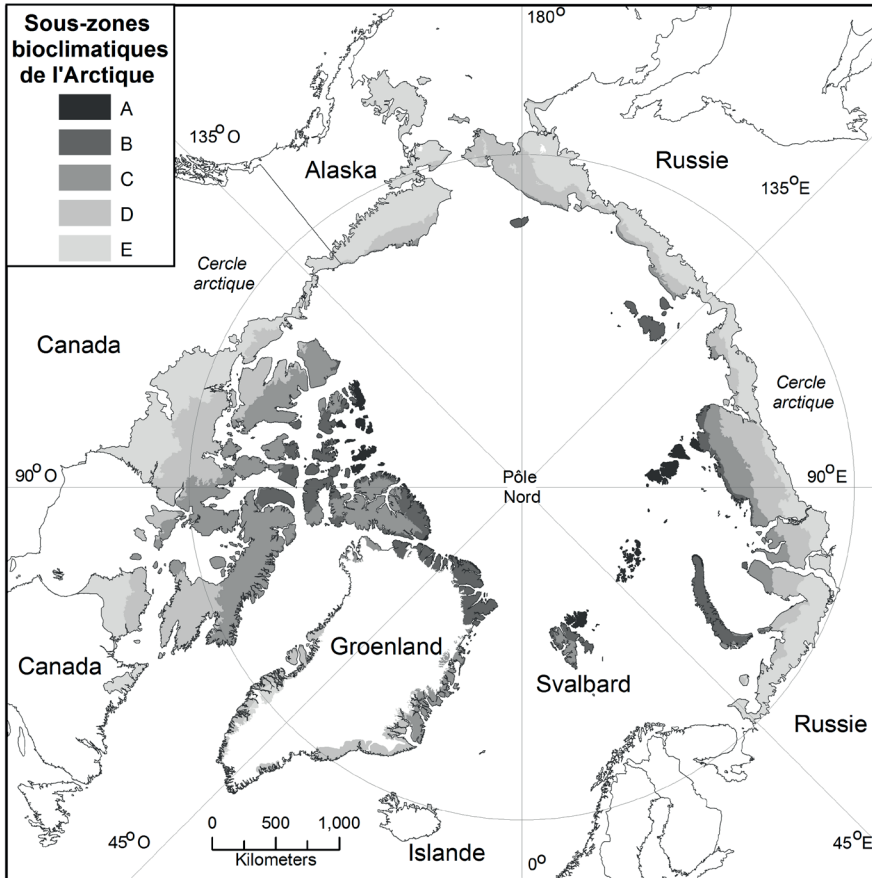 Sous-zones
bioclimatiques
de l'Arctique
A
B
C
D
E
180°
135° O
Alaska
Russie
135°E
Cercle
arctique
Canada
Cercle
arctique
90° O
Pôle
Nord
90°E
Groenland
Canada
Svalbard
Russie
0 500 1,000
Kilometers
45° O
Islande
0°
45°E